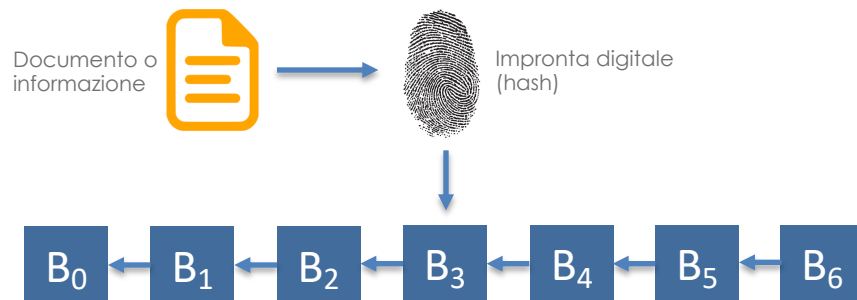 Documento o
informazione
Impronta digitale
(hash)
B₀ B₁ B₂ B₃ B₄ B₅ B₆